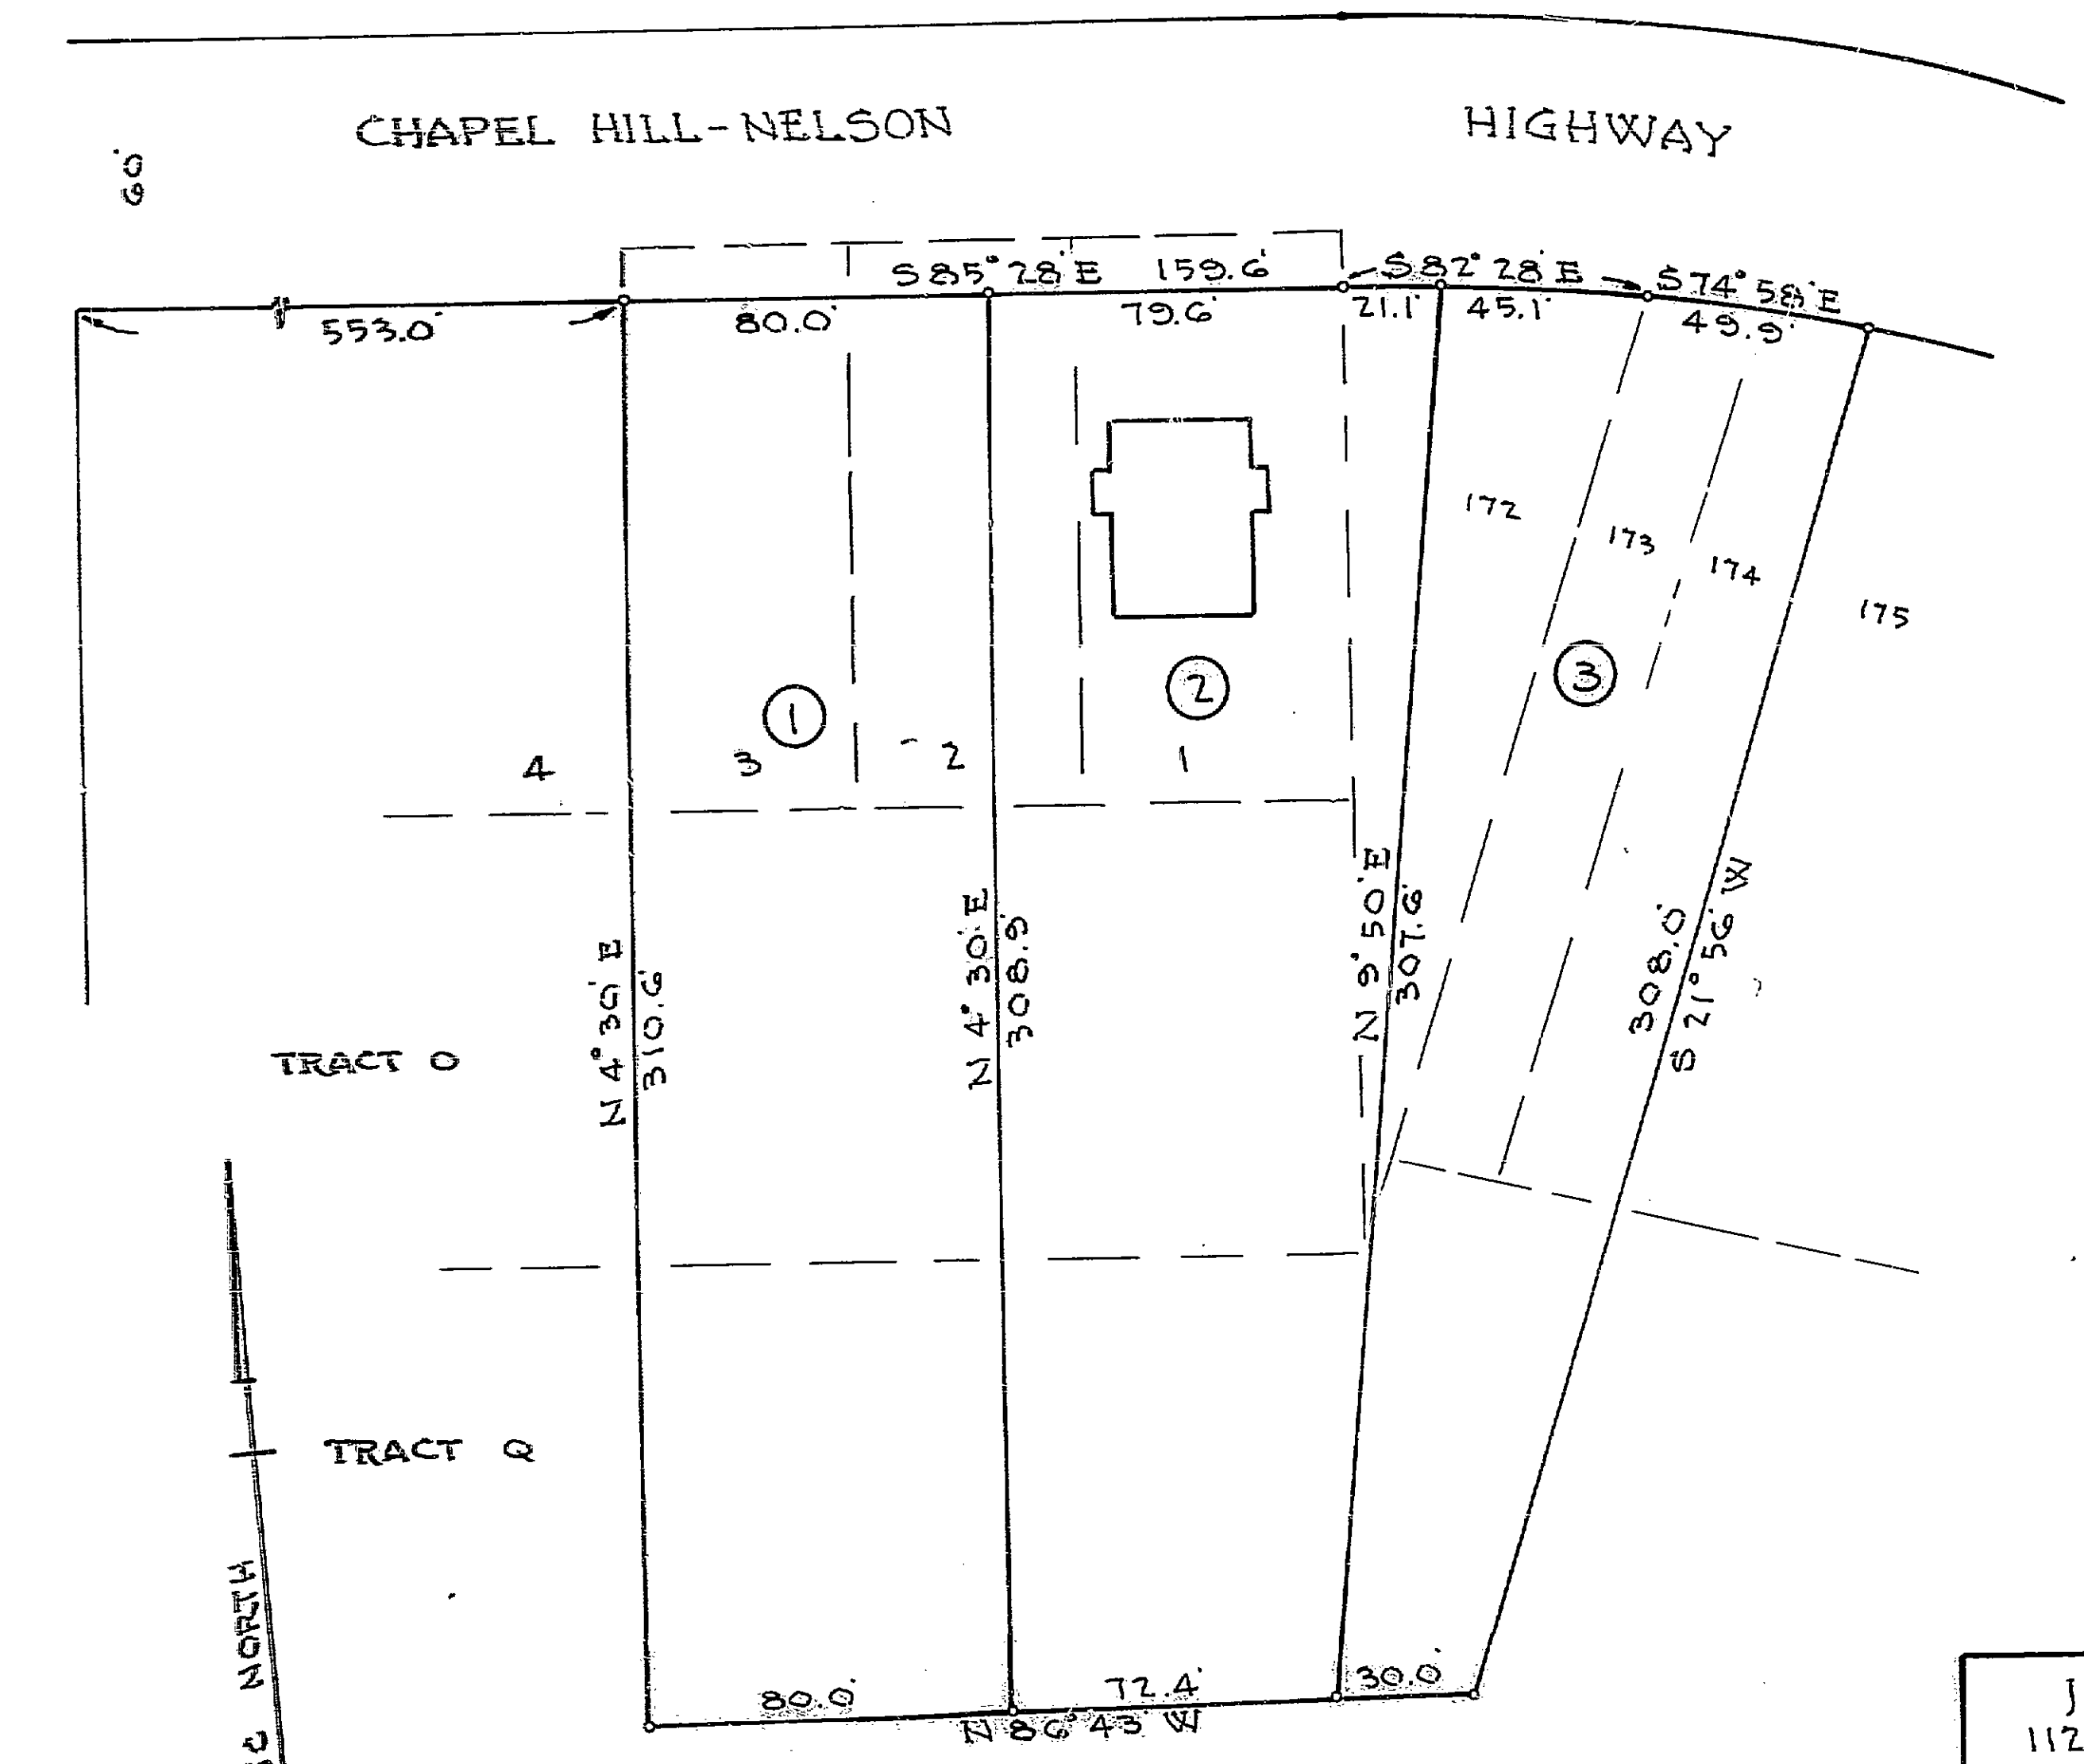 CHAPEL HILL-NELSON HIGHWAY
60'
S 85° 28' E 159.6'
S 82° 28' E
S 74° 58' E
553.0'
80.0'
79.6'
21.1'
45.1'
49.9'
172
173
174
175
1
2
3
4
3
2
1
N 4° 30' E
310.6'
N 4° 30' E
308.9'
N 9° 50' E
307.6'
308.0'
S 21° 56' W
TRACT O
TRACT Q
NORTH
80.0'
72.4'
30.0'
N 86° 43' W
J
112